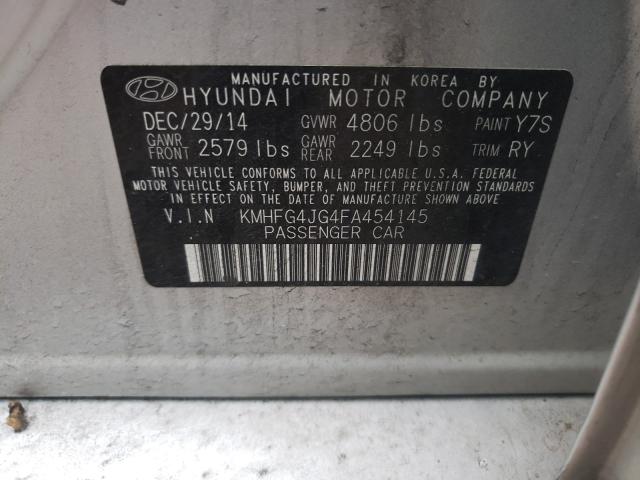 MANUFACTURED IN KOREA BY
HYUNDAI MOTOR COMPANY
DEC/29/14 GVWR 4806 lbs PAINT Y7S
GAWR FRONT 2579 lbs GAWR REAR 2249 lbs TRIM RY
THIS VEHICLE CONFORMS TO ALL APPLICABLE U.S.A. FEDERAL
MOTOR VEHICLE SAFETY, BUMPER, AND THEFT PREVENTION STANDARDS
IN EFFECT ON THE DATE OF MANUFACTURE SHOWN ABOVE
V.I.N KMHFG4JG4FA454145
PASSENGER CAR